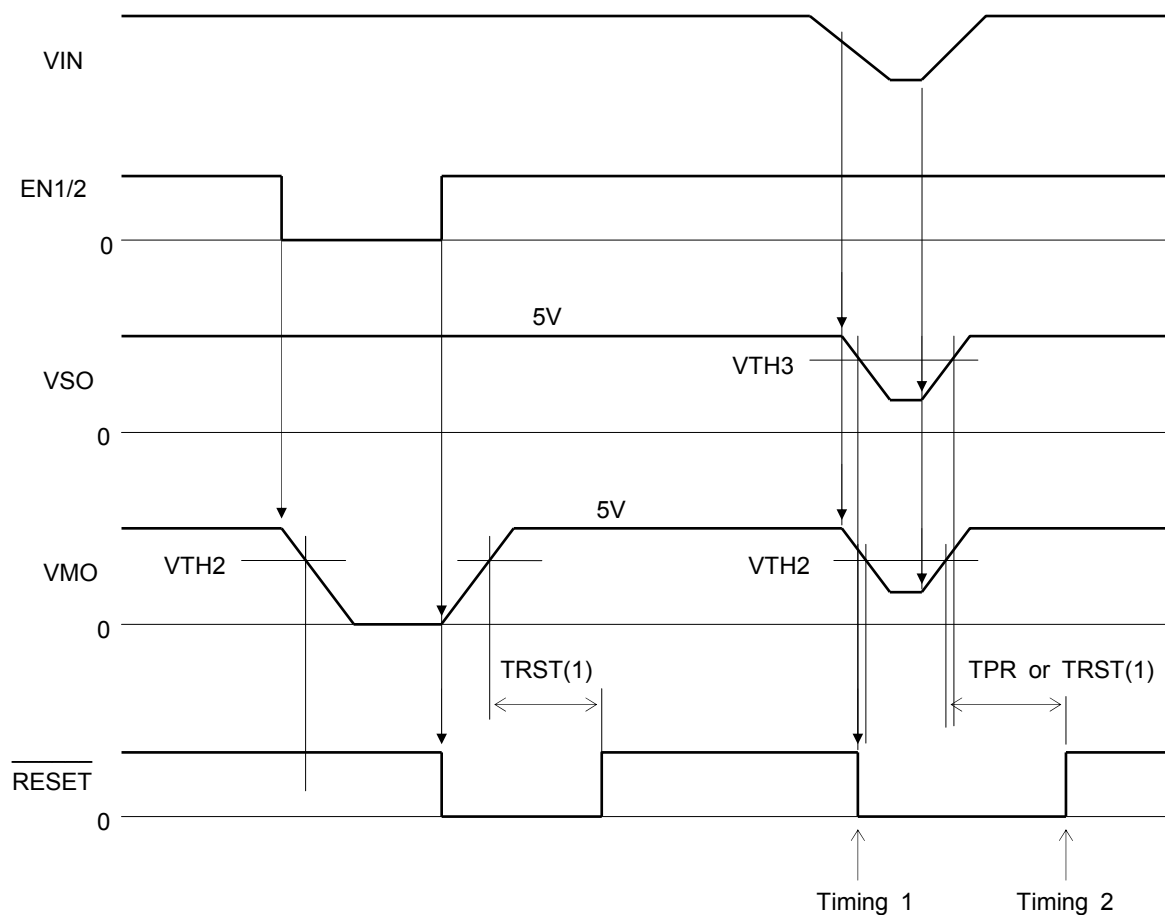 VIN
EN1/2
0
5V
VSO
VTH3
0
5V
VMO
VTH2
VTH2
0
TRST(1)
TPR or TRST(1)
RESET
0
Timing 1
Timing 2